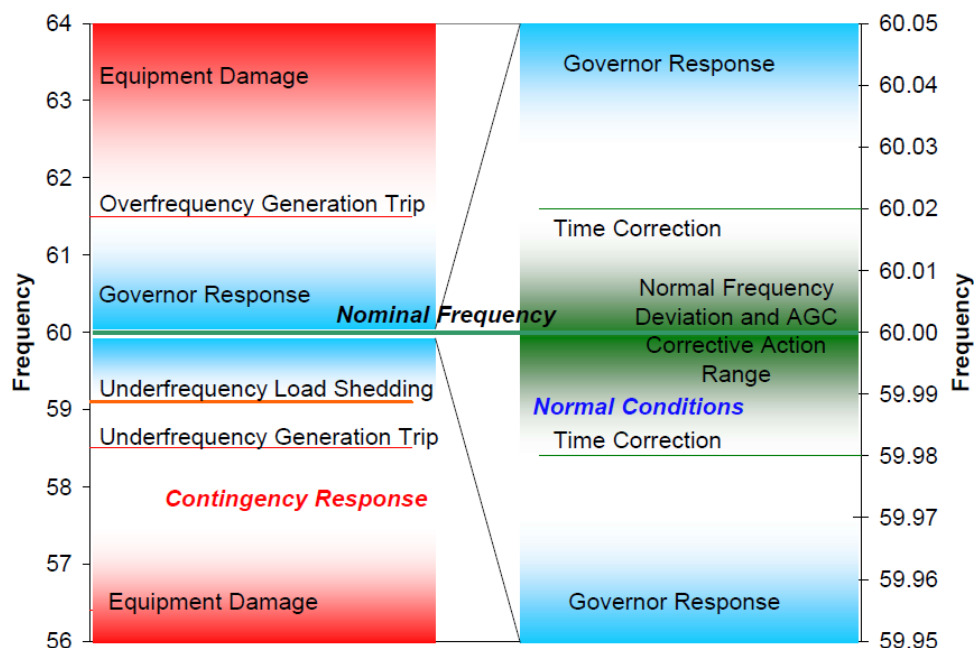 64
63
62
61
60
59
58
57
56
Frequency
Equipment Damage
Overfrequency Generation Trip
Governor Response
Nominal Frequency
Underfrequency Load Shedding
Underfrequency Generation Trip
Contingency Response
Equipment Damage
Governor Response
Time Correction
Normal Frequency
Deviation and AGC
Corrective Action
Range
Normal Conditions
Time Correction
Governor Response
60.05
60.04
60.03
60.02
60.01
60.00
59.99
59.98
59.97
59.96
59.95
Frequency